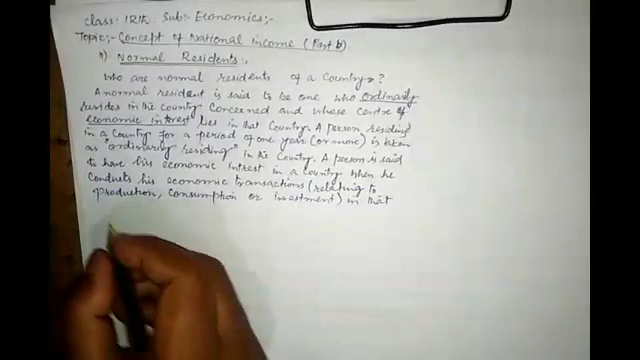 Class: 12th. Sub:- Economics;-
Topic;- Concept of National income (Part b)
Normal Residents:,
Who are normal residents of a Country?
A normal resident is said to be one who ordinarily
resides in the country concerned and whose centre of
economic interest lies in that Country. A person residing
in a Country for a period of one year (or more) is taken
as "ordinarily residing" in the Country. A person is said
to have his economic interest in a country when he
conducts his economic transactions (relating to
production, consumption or investment) in that